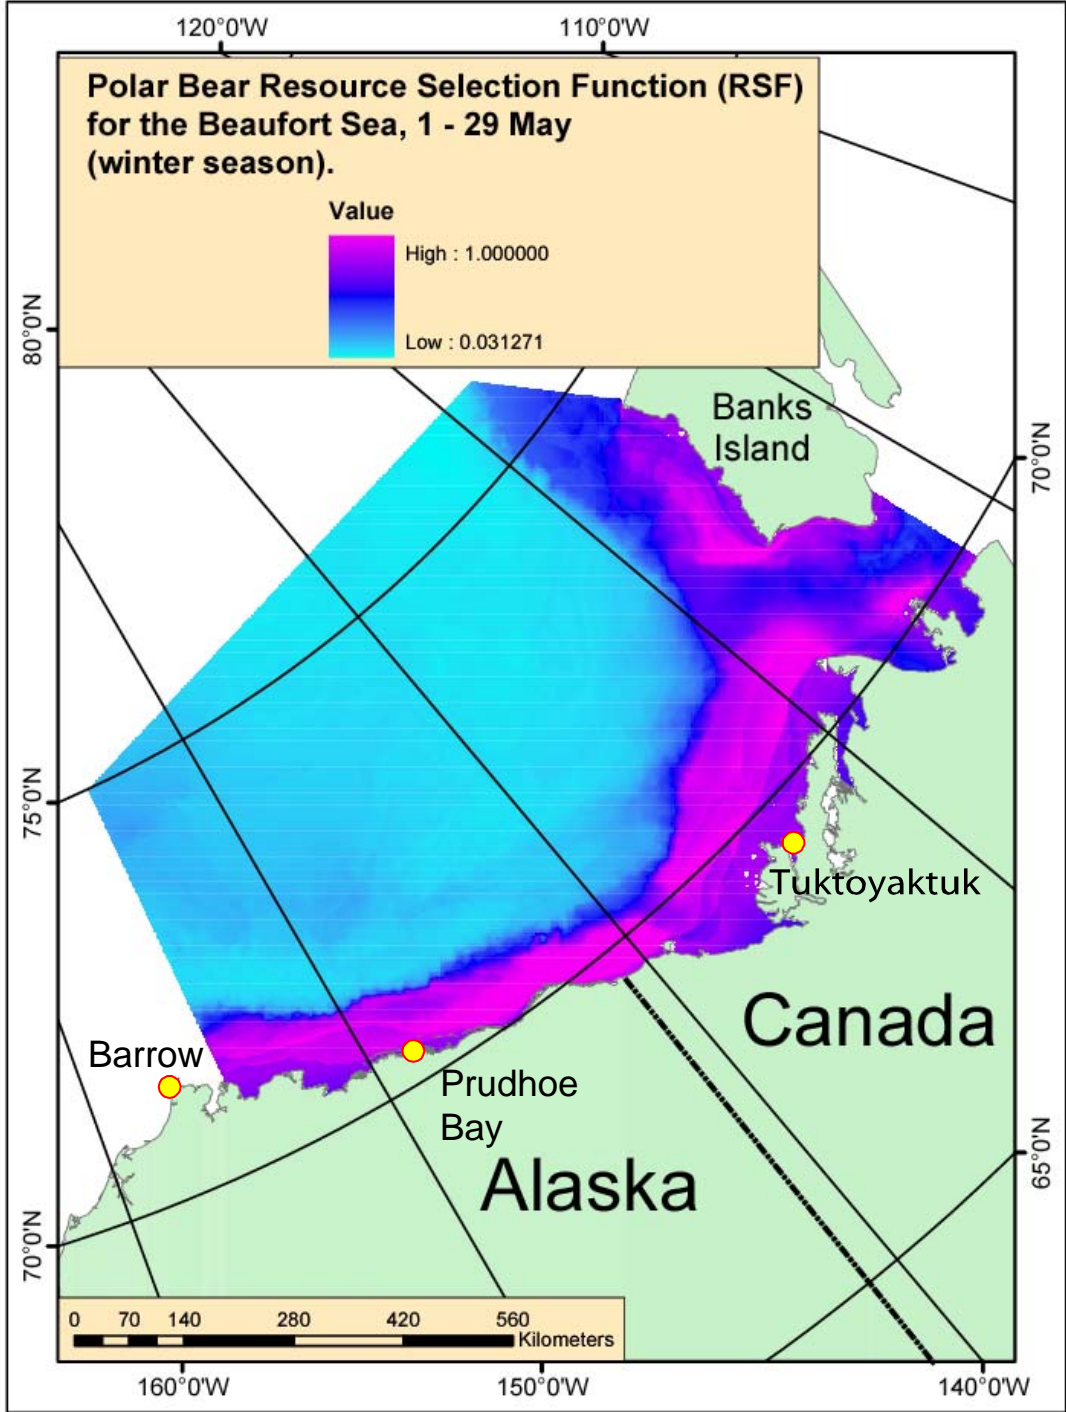 120°0'W
110°0'W
Polar Bear Resource Selection Function (RSF)
for the Beaufort Sea, 1 - 29 May
(winter season).
Value
High : 1.000000
Low : 0.031271
80°0'N
Banks
Island
70°0'N
75°0'N
Tuktoyaktuk
Canada
Barrow
Prudhoe
Bay
Alaska
65°0'N
70°0'N
0 70 140 280 420 560
Kilometers
160°0'W
150°0'W
140°0'W